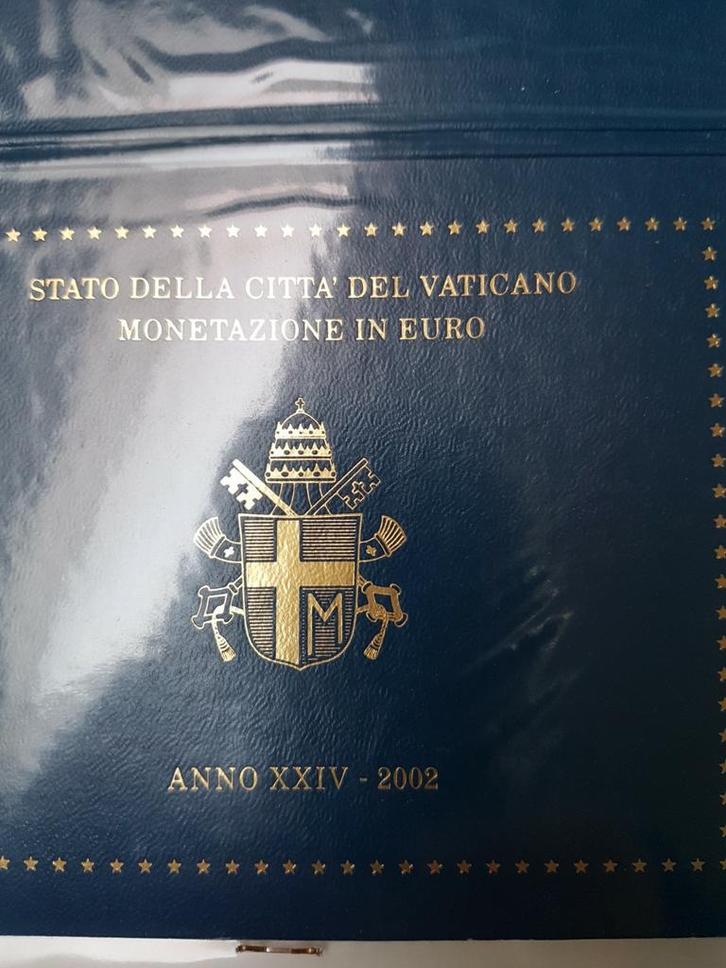 STATO DELLA CITTA' DEL VATICANO
MONETAZIONE IN EURO
M
ANNO XXIV - 2002